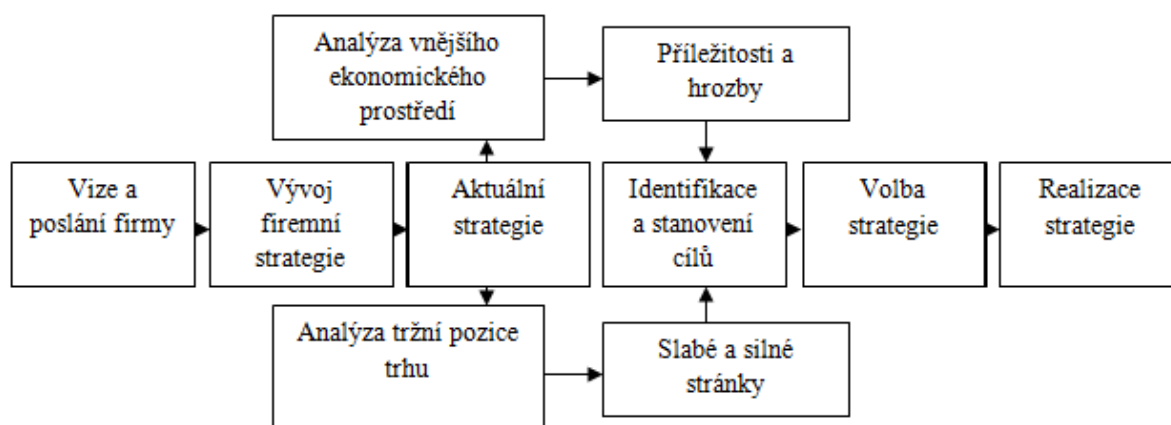 Analýza vnějšího
ekonomického
prostředí
Příležitosti a
hrozby
Vize a
poslání firmy
Vývoj
firemní
strategie
Aktuální
strategie
Identifikace
a stanovení
cílů
Volba
strategie
Realizace
strategie
Analýza tržní pozice
trhu
Slabé a silné
stránky